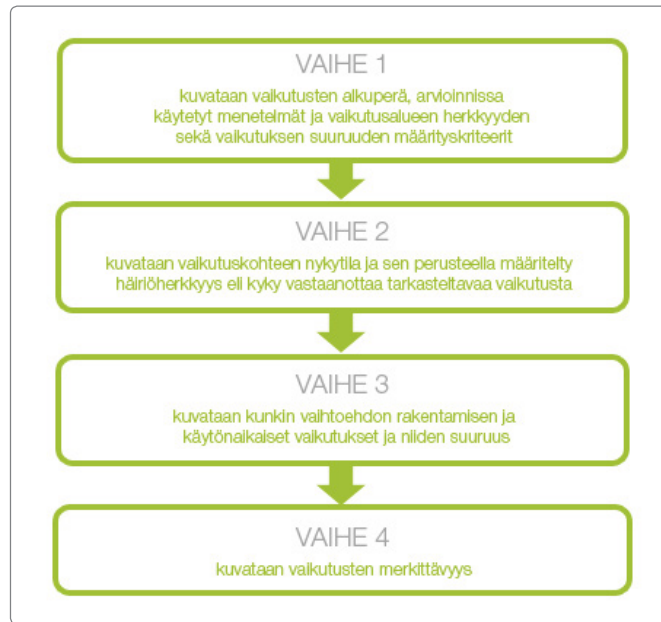 VAIHE 1
kuvataan vaikutusten alkuperä, arvioinnissa
käytetyt menetelmät ja vaikutusalueen herkkyyden
sekä vaikutuksen suuruuden määrityskriteerit
VAIHE 2
kuvataan vaikutuskohteen nykytila ja sen perusteella määritelty
häiriöherkkyys eli kyky vastaanottaa tarkasteltavaa vaikutusta
VAIHE 3
kuvataan kunkin vaihtoehdon rakentamisen ja
käytönaikaiset vaikutukset ja niiden suuruus
VAIHE 4
kuvataan vaikutusten merkittävyys